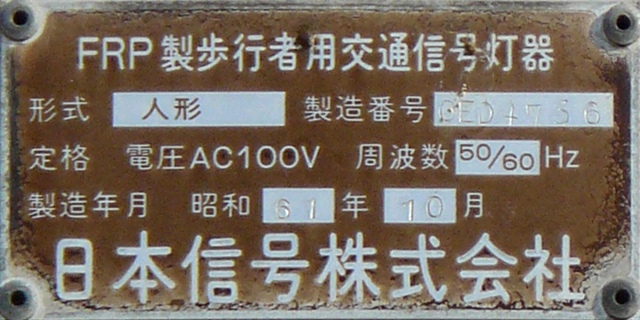 FRP製歩行者用交通信号灯器
形式 人形 製造番号
定格 電圧AC100V 周波数 50/60 Hz
製造年月 昭和 61 年 10 月
日本信号株式会社